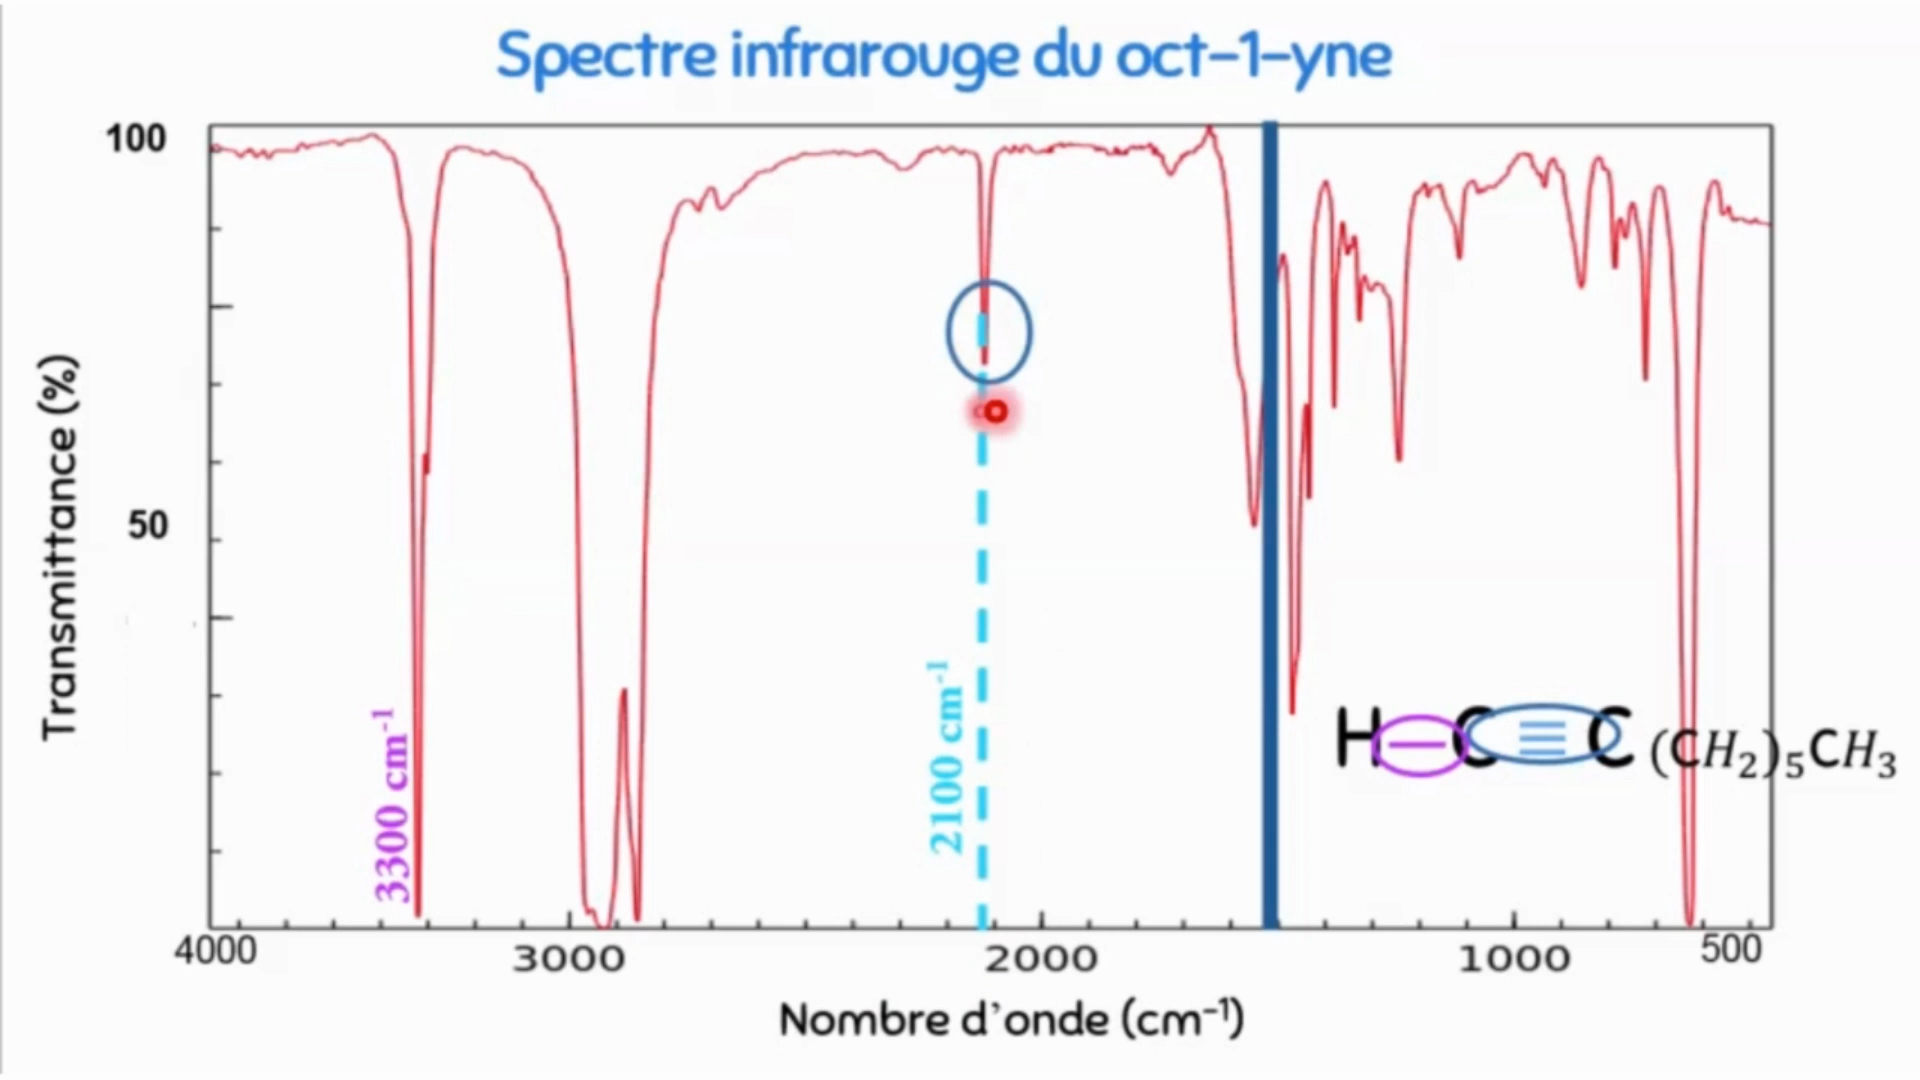 Spectre infrarouge du oct-1-yne
100
50
Transmittance (%)
3300 cm⁻¹
2100 cm⁻¹
H—C≡C (CH₂)₅CH₃
4000 3000 2000 1000 500
Nombre d'onde (cm⁻¹)